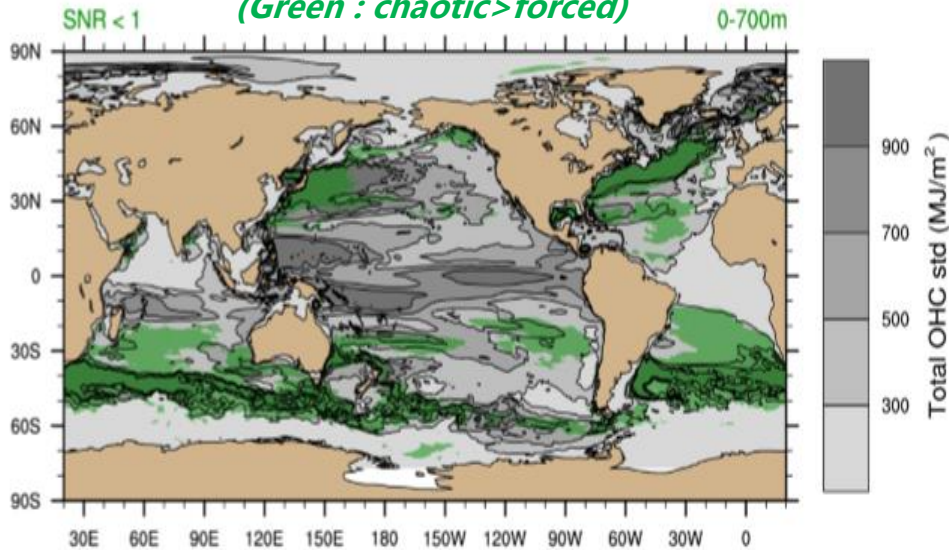 (Green : chaotic>forced)
SNR < 1
0-700m
90N
60N
30N
0
30S
60S
90S
30E 60E 90E 120E 150E 180 150W 120W 90W 60W 30W 0
900
700
500
300
Total OHC std (MJ/m²)